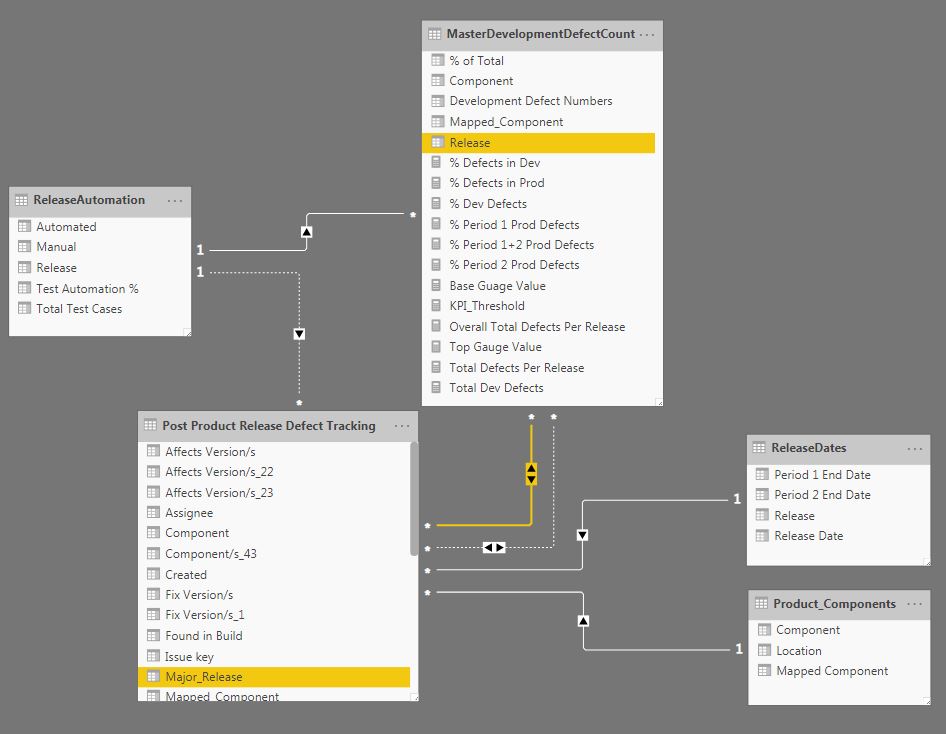 MasterDevelopmentDefectCount ...
% of Total
Component
Development Defect Numbers
Mapped_Component
Release
% Defects in Dev
% Defects in Prod
% Dev Defects
% Period 1 Prod Defects
% Period 1+2 Prod Defects
% Period 2 Prod Defects
Base Guage Value
KPI_Threshold
Overall Total Defects Per Release
Top Gauge Value
Total Defects Per Release
Total Dev Defects
ReleaseAutomation ...
Automated
Manual
Release
Test Automation %
Total Test Cases
1
*
1
*
Post Product Release Defect Tracking ...
Affects Version/s
Affects Version/s_22
Affects Version/s_23
Assignee
Component
Component/s_43
Created
Fix Version/s
Fix Version/s_1
Found in Build
Issue key
Major_Release
Mapped_Component
* *
*
*
*
*
1
1
ReleaseDates ...
Period 1 End Date
Period 2 End Date
Release
Release Date
Product_Components ...
Component
Location
Mapped Component